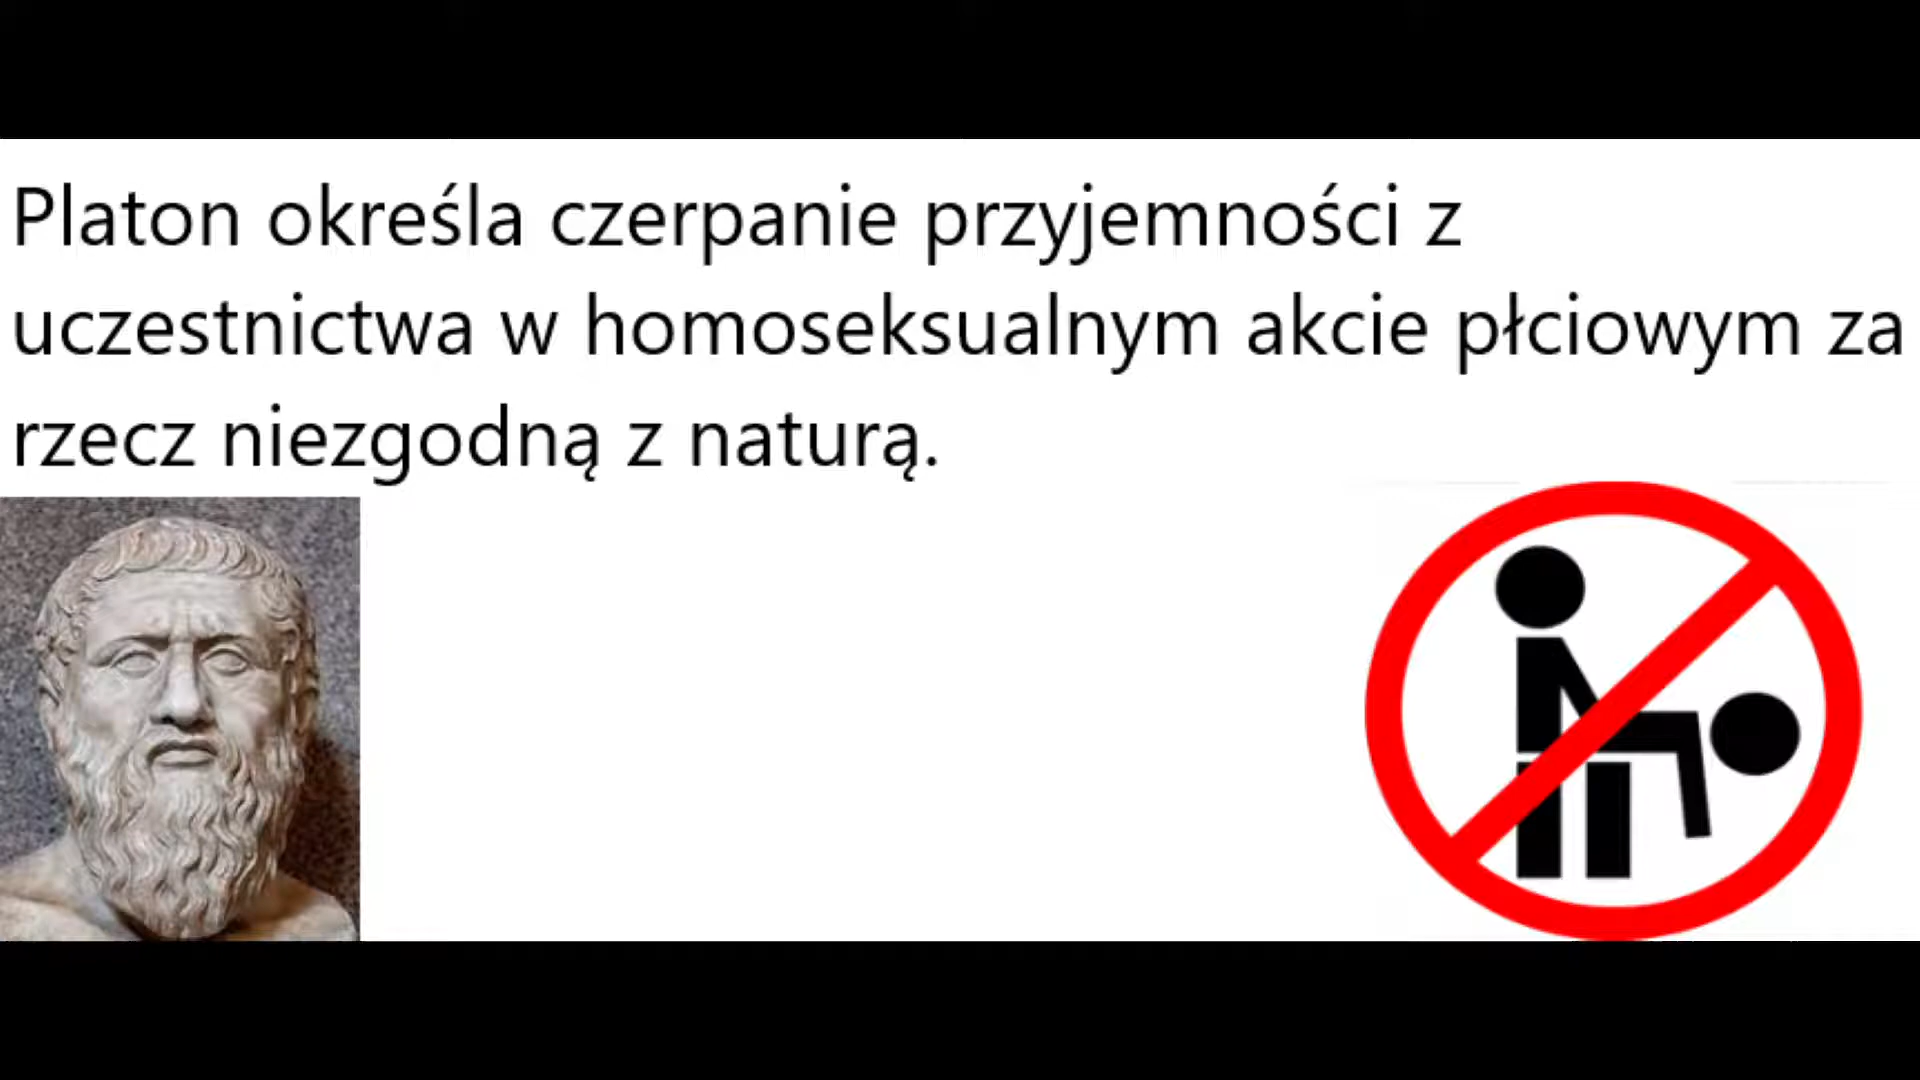 Platon określa czerpanie przyjemności z
uczestnictwa w homoseksualnym akcie płciowym za
rzecz niezgodną z naturą.